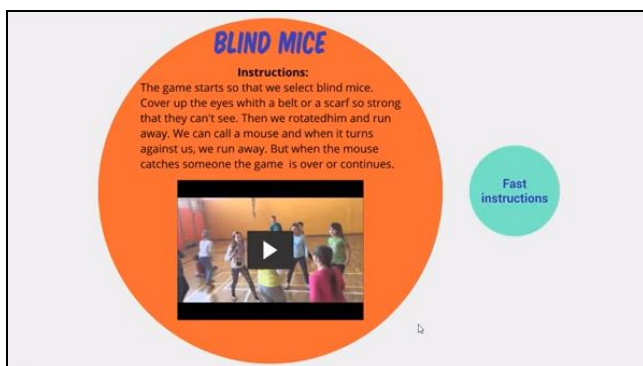 BLIND MICE
Instructions:
The game starts so that we select blind mice.
Cover up the eyes whith a belt or a scarf so strong
that they can't see. Then we rotatedhim and run
away. We can call a mouse and when it turns
against us, we run away. But when the mouse
catches someone the game  is over or continues.
Fast
instructions